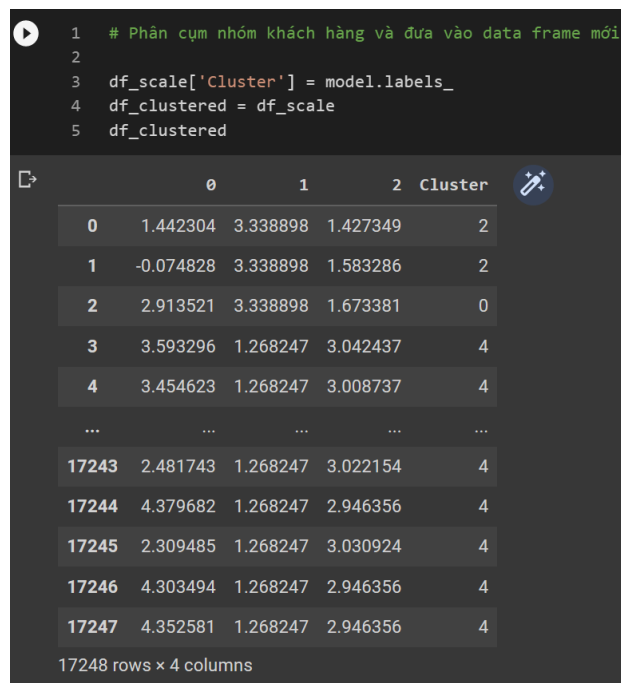 1 # Phân cụm nhóm khách hàng và đưa vào data frame mới
2
3 df_scale['Cluster'] = model.labels_
4 df_clustered = df_scale
5 df_clustered
0 1 2 Cluster
0 1.442304 3.338898 1.427349 2
1 -0.074828 3.338898 1.583286 2
2 2.913521 3.338898 1.673381 0
3 3.593296 1.268247 3.042437 4
4 3.454623 1.268247 3.008737 4
... ... ... ... ...
17243 2.481743 1.268247 3.022154 4
17244 4.379682 1.268247 2.946356 4
17245 2.309485 1.268247 3.030924 4
17246 4.303494 1.268247 2.946356 4
17247 4.352581 1.268247 2.946356 4
17248 rows × 4 columns